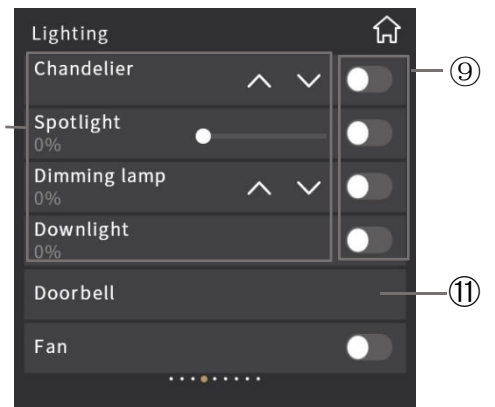 Lighting
Chandelier
⑨
Spotlight
0%
Dimming lamp
0%
Downlight
0%
Doorbell
⑪
Fan